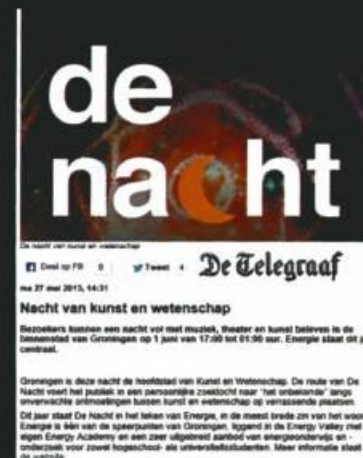 de
nacht
De nacht van kunst en wetenschap
Deel op FB 0 Tweet 4 De Telegraaf
ma 27 mei 2013, 14:31
Nacht van kunst en wetenschap
Bezoekers kunnen een nacht vol met muziek, theater en kunst beleven in de
binnenstad van Groningen op 1 juni van 17:00 tot 01:00 uur. Energie staat dit
centraal.
Groningen is deze nacht de hoofdstad van Kunst en Wetenschap. De route van De
Nacht voert het publiek in een persoonlijke zoektocht naar 'het onbekende' langs
onverwachte ontmoetingen tussen kunst en wetenschap op verrassende plaatsen.
Dit jaar staat De Nacht in het teken van Energie, in de meest brede zin van het
Energie is één van de speerpunten van Groningen, liggend in de Energy Valley met
eigen Energy Academy en een zeer uitgebreid aanbod van energieonderwijs en -
onderzoek voor zowel hogeschool- als universiteitsstudenten. Meer informatie
de website.